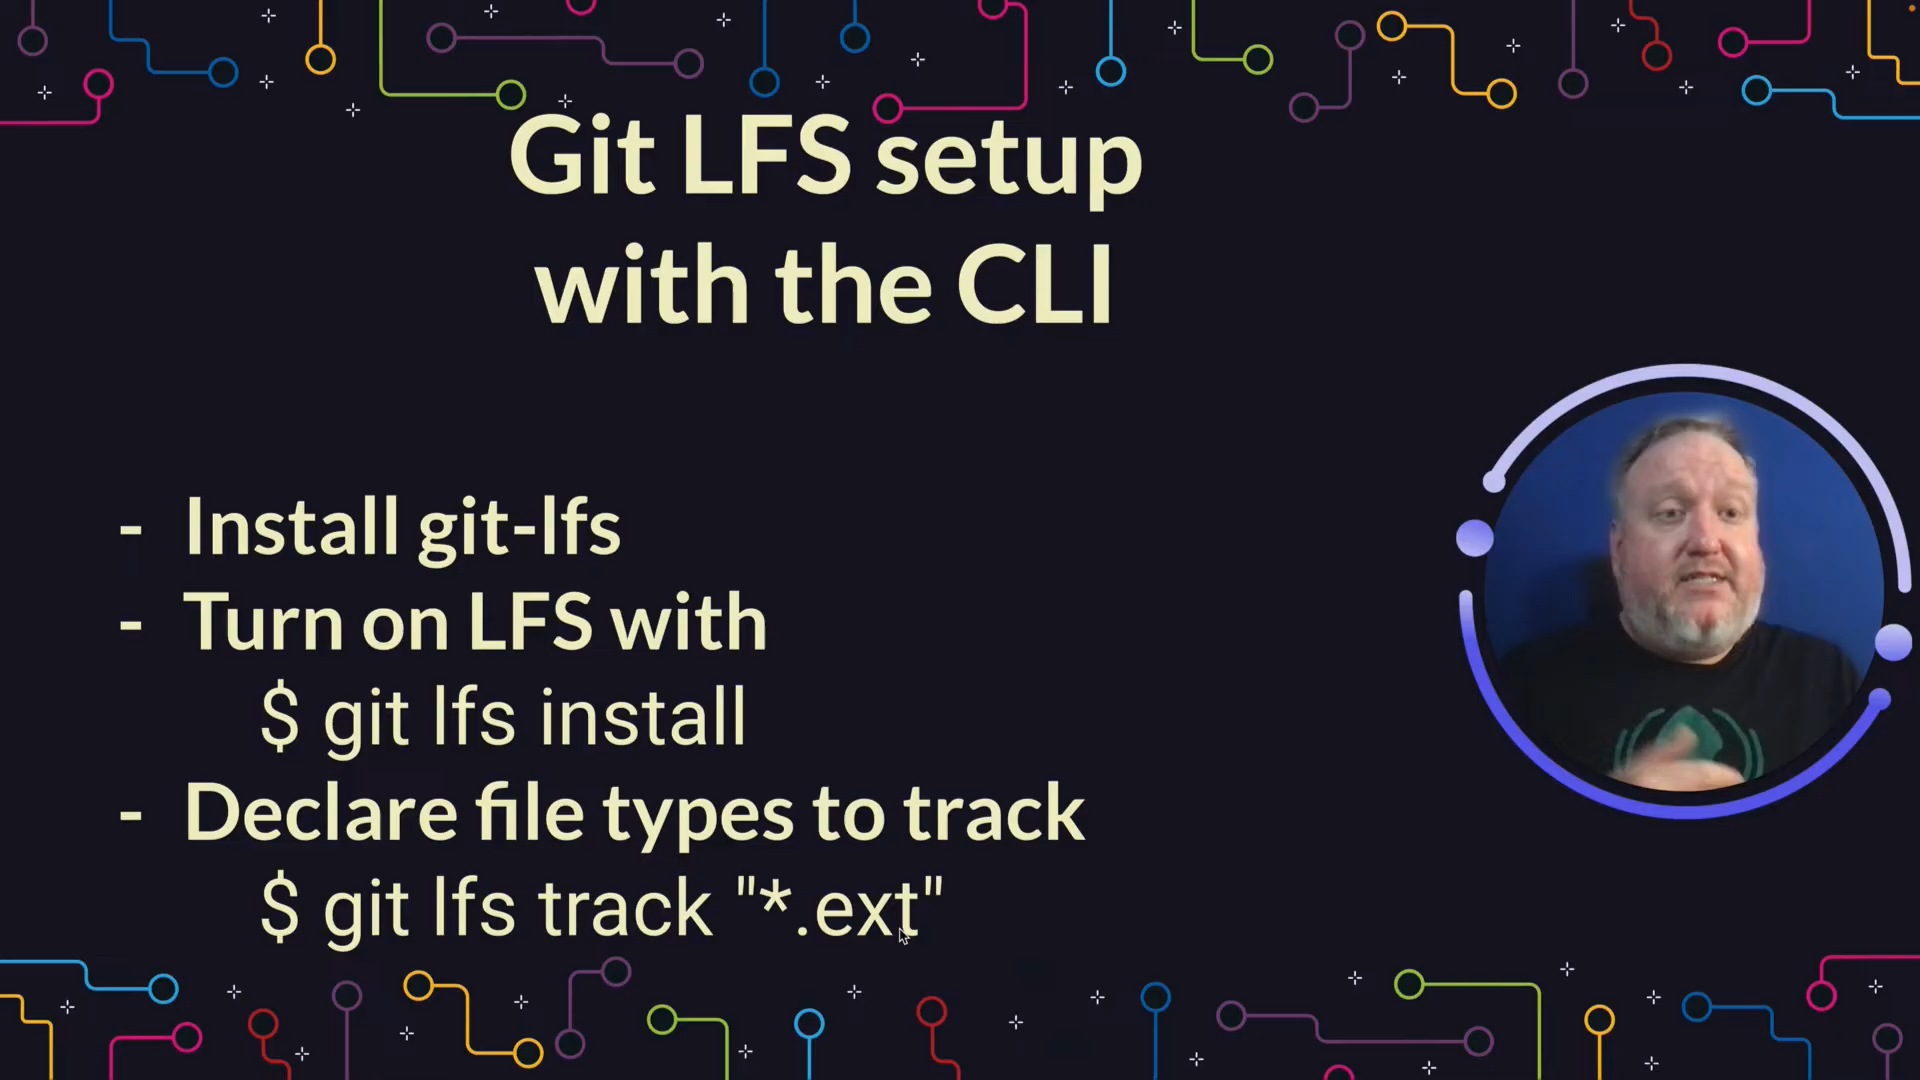 Git LFS setup
with the CLI
- Install git-lfs
- Turn on LFS with
$ git lfs install
- Declare file types to track
$ git lfs track "*.ext"